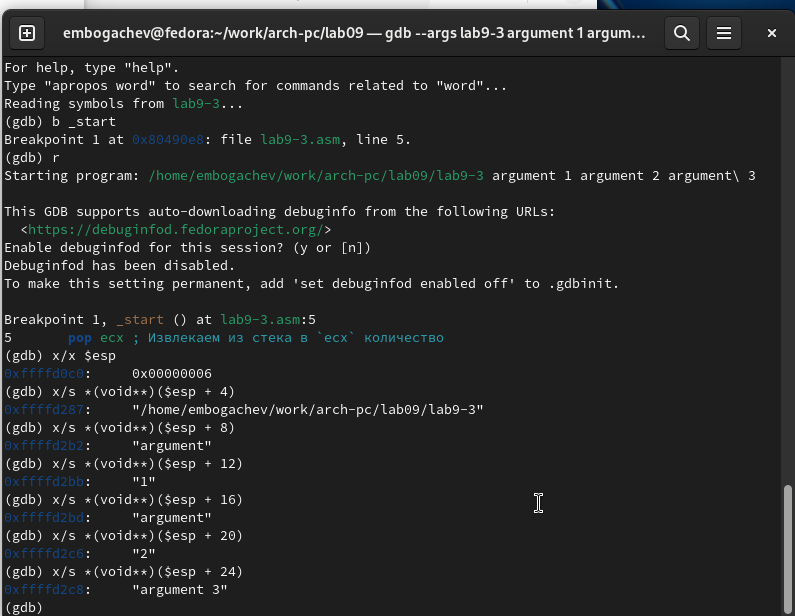 embogachev@fedora:~/work/arch-pc/lab09 — gdb --args lab9-3 argument 1 argum...
For help, type "help".
Type "apropos word" to search for commands related to "word"...
Reading symbols from lab9-3...
(gdb) b _start
Breakpoint 1 at 0x80490e8: file lab9-3.asm, line 5.
(gdb) r
Starting program: /home/embogachev/work/arch-pc/lab09/lab9-3 argument 1 argument 2 argument\ 3
This GDB supports auto-downloading debuginfo from the following URLs:
<https://debuginfod.fedoraproject.org/>
Enable debuginfod for this session? (y or [n])
Debuginfod has been disabled.
To make this setting permanent, add 'set debuginfod enabled off' to .gdbinit.
Breakpoint 1, _start () at lab9-3.asm:5
5 pop ecx ; Извлекаем из стека в `ecx` количество
(gdb) x/x $esp
0xffffd0c0: 0x00000006
(gdb) x/s *(void**)($esp + 4)
0xffffd287: "/home/embogachev/work/arch-pc/lab09/lab9-3"
(gdb) x/s *(void**)($esp + 8)
0xffffd2b2: "argument"
(gdb) x/s *(void**)($esp + 12)
0xffffd2bb: "1"
(gdb) x/s *(void**)($esp + 16)
0xffffd2bd: "argument"
(gdb) x/s *(void**)($esp + 20)
0xffffd2c6: "2"
(gdb) x/s *(void**)($esp + 24)
0xffffd2c8: "argument 3"
(gdb)